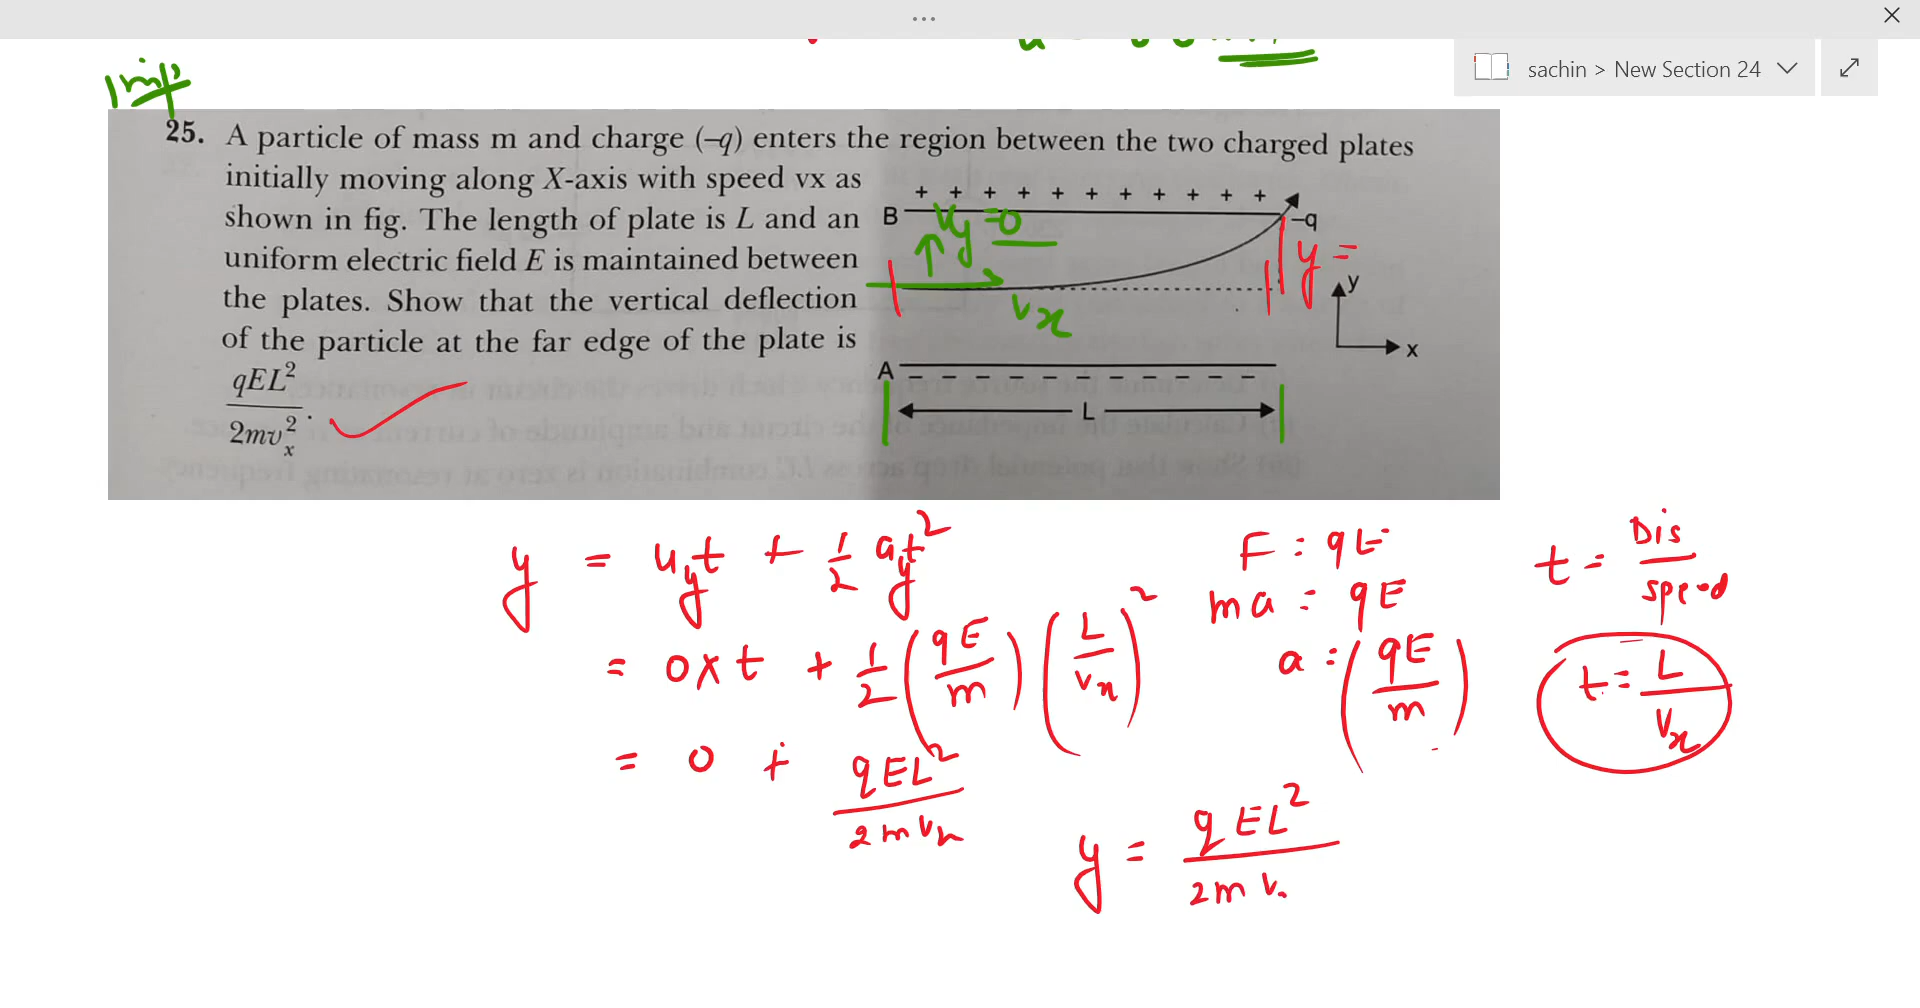 sachin > New Section 24
Imp
25. A particle of mass m and charge (–q) enters the region between the two charged plates
initially moving along X-axis with speed vx as
shown in fig. The length of plate is L and an
uniform electric field E is maintained between
the plates. Show that the vertical deflection
of the particle at the far edge of the plate is
qEL²
2mv²ₓ.
+ + + + + + + + + + +
B
–q
Vy = 0
y =
vx
y
x
A
– – – – – – – – – – –
L
y = uyt + 1/2 ayt²
= 0 x t + 1/2 (qE/m) (L/vx)²
= 0 + qEL²/2mvx
F = qE
ma = qE
a = (qE/m)
t = Dis/speed
t = L/Vx
y = qEL²/2mv